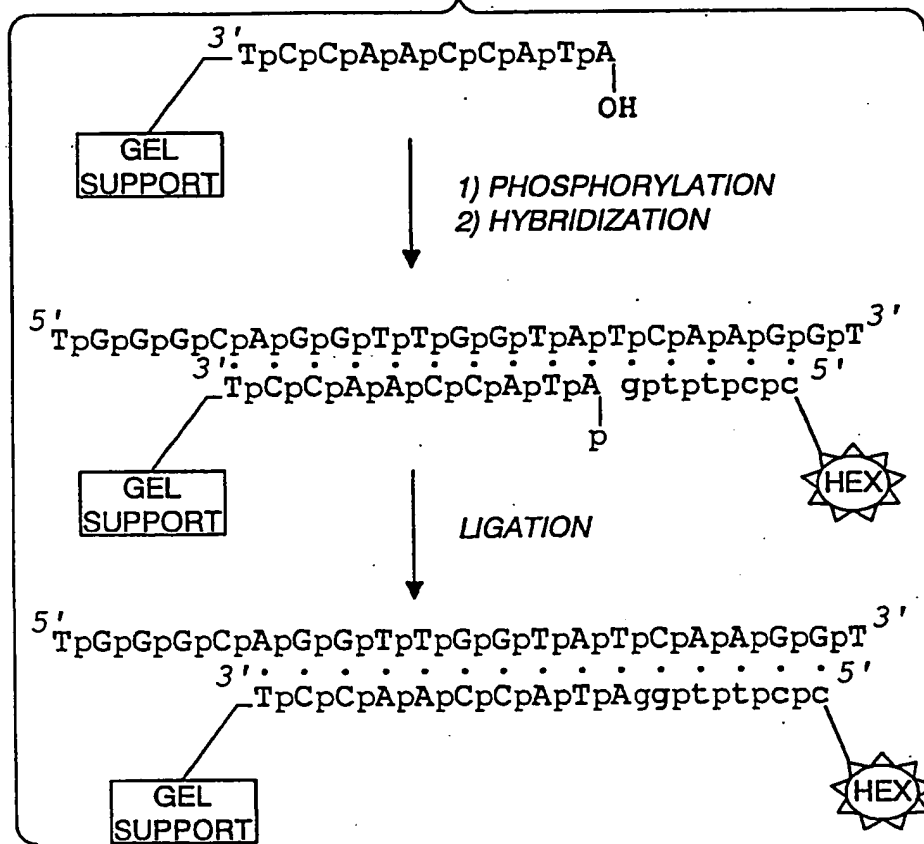 3' TpCpCpApApCpCpApTpA
OH
GEL
SUPPORT
1) PHOSPHORYLATION
2) HYBRIDIZATION
5' TpGpGpGpCpApGpGpTpTpGpGpTpApTpCpApApGpGpT 3'
3' TpCpCpApApCpCpApTpA gptptpcpc 5'
p
GEL
SUPPORT
HEX
LIGATION
5' TpGpGpGpCpApGpGpTpTpGpGpTpApTpCpApApGpGpT 3'
3' TpCpCpApApCpCpApTpAggptptpcpc 5'
GEL
SUPPORT
HEX